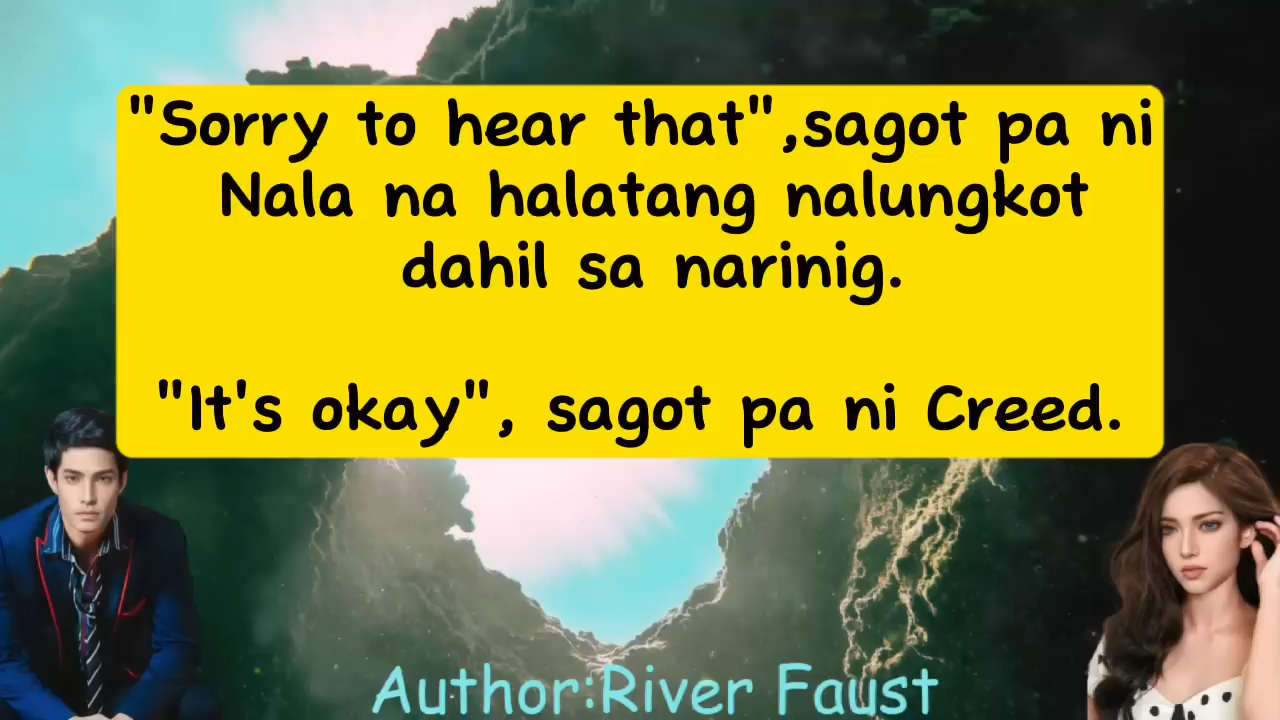 "Sorry to hear that",sagot pa ni
Nala na halatang nalungkot
dahil sa narinig.
"It's okay", sagot pa ni Creed.
Author:River Faust